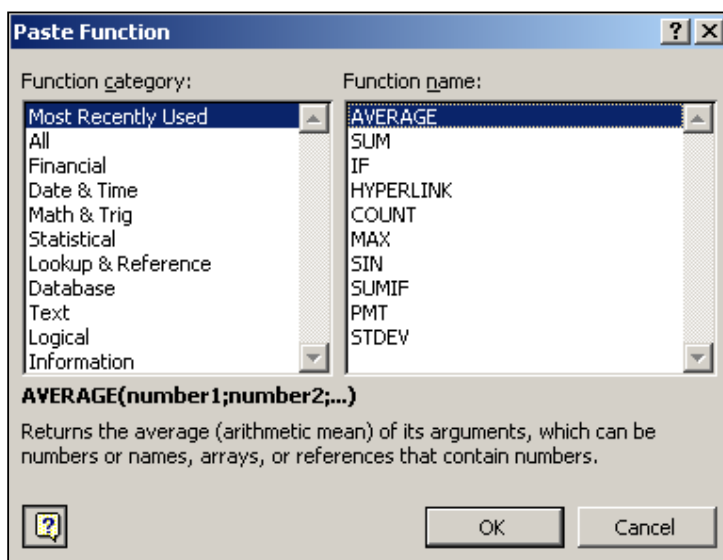 Paste Function
Function category:
Function name:
Most Recently Used
All
Financial
Date & Time
Math & Trig
Statistical
Lookup & Reference
Database
Text
Logical
Information
AVERAGE
SUM
IF
HYPERLINK
COUNT
MAX
SIN
SUMIF
PMT
STDEV
AVERAGE(number1;number2;...)
Returns the average (arithmetic mean) of its arguments, which can be
numbers or names, arrays, or references that contain numbers.
OK
Cancel